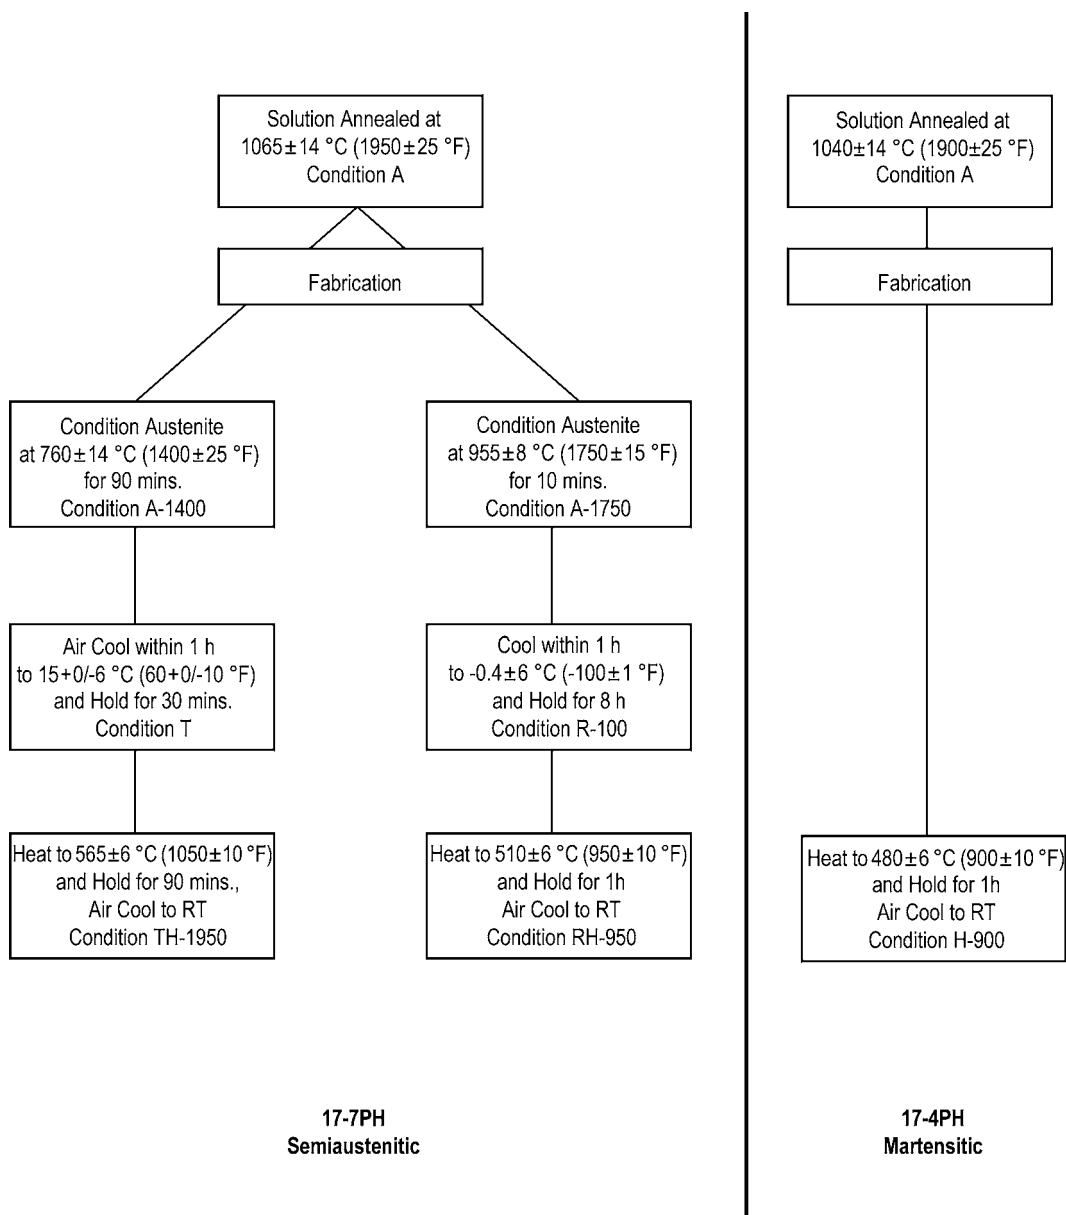 Solution Annealed at
1065±14 °C (1950±25 °F)
Condition A
Fabrication
Condition Austenite
at 760±14 °C (1400±25 °F)
for 90 mins.
Condition A-1400
Air Cool within 1 h
to 15+0/-6 °C (60+0/-10 °F)
and Hold for 30 mins.
Condition T
Heat to 565±6 °C (1050±10 °F)
and Hold for 90 mins.,
Air Cool to RT
Condition TH-1950
Condition Austenite
at 955±8 °C (1750±15 °F)
for 10 mins.
Condition A-1750
Cool within 1 h
to -0.4±6 °C (-100±1 °F)
and Hold for 8 h
Condition R-100
Heat to 510±6 °C (950±10 °F)
and Hold for 1h
Air Cool to RT
Condition RH-950
17-7PH
Semiaustenitic
Solution Annealed at
1040±14 °C (1900±25 °F)
Condition A
Fabrication
Heat to 480±6 °C (900±10 °F)
and Hold for 1h
Air Cool to RT
Condition H-900
17-4PH
Martensitic